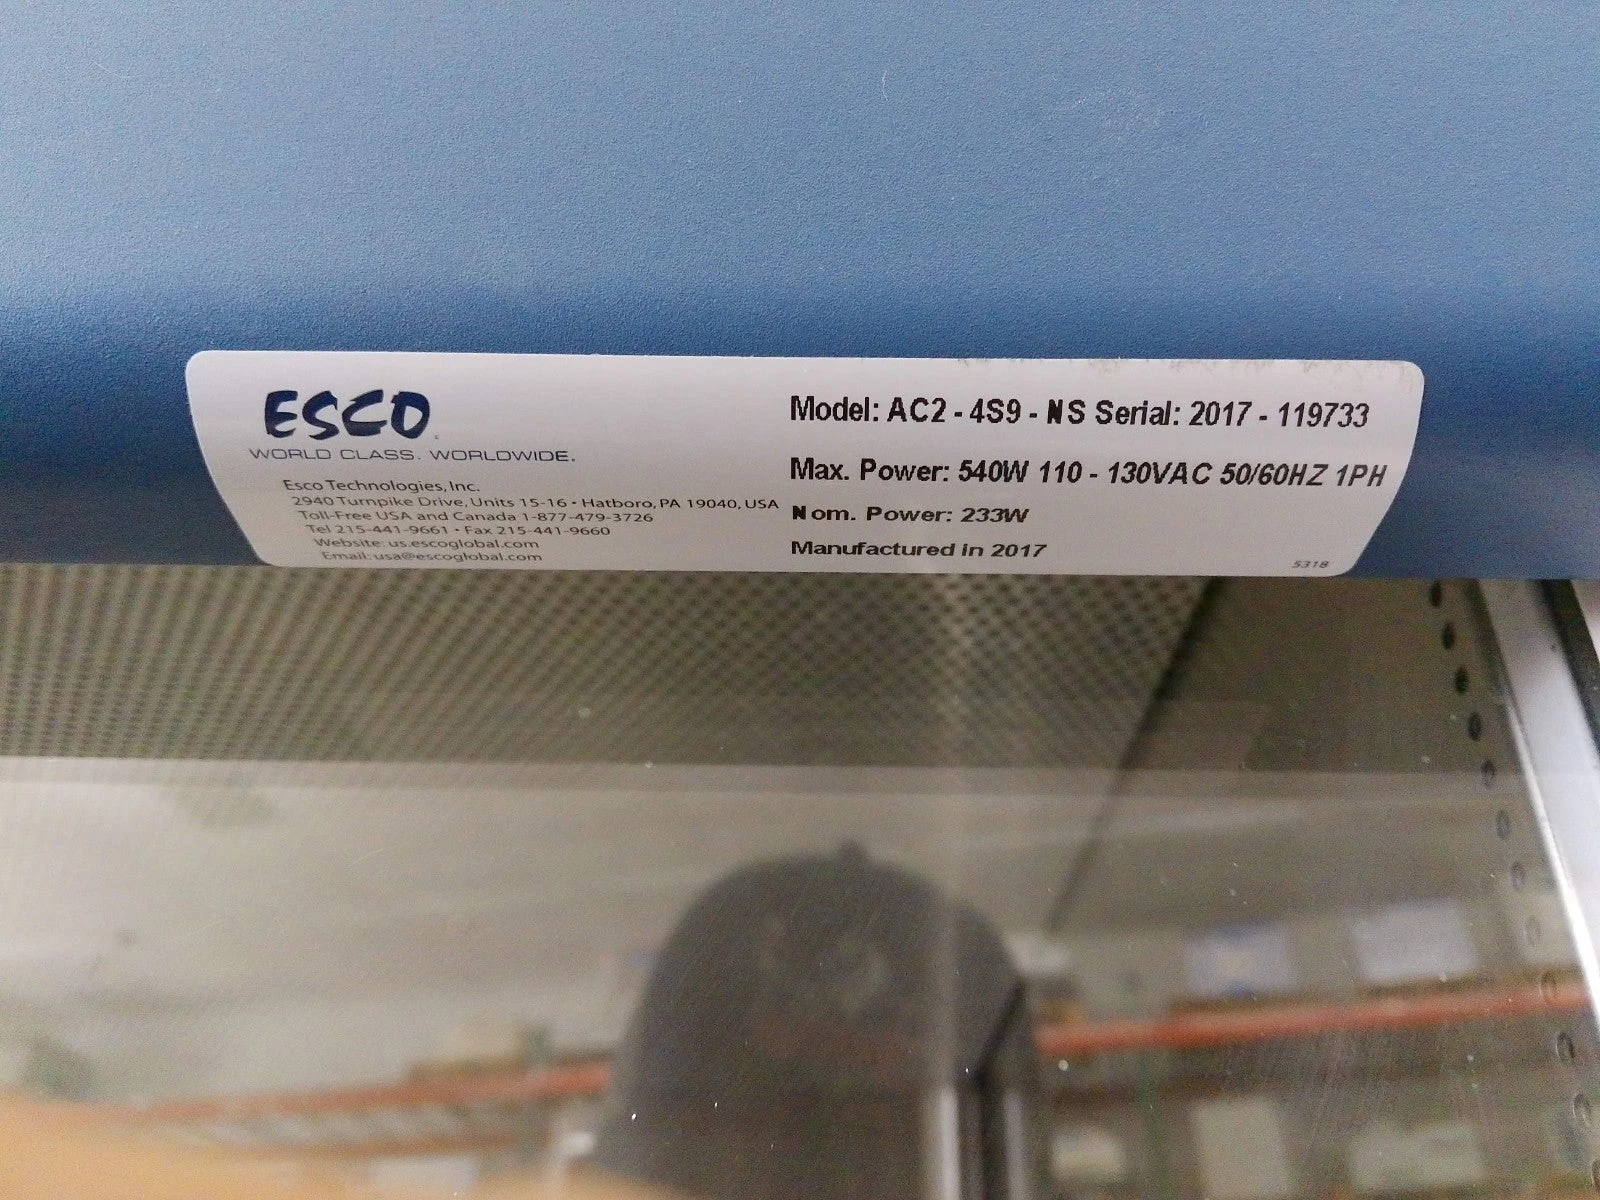 ESCO
WORLD CLASS. WORLDWIDE.
Esco Technologies, Inc.
2940 Turnpike Drive, Units 15-16 • Hatboro, PA 19040, USA
Toll-Free USA and Canada 1-877-479-3726
Tel 215-441-9661 • Fax 215-441-9660
Website: us.escoglobal.com
Email: usa@escoglobal.com
Model: AC2 - 4S9 - NS Serial: 2017 - 119733
Max. Power: 540W 110 - 130VAC 50/60HZ 1PH
Nom. Power: 233W
Manufactured in 2017
5318